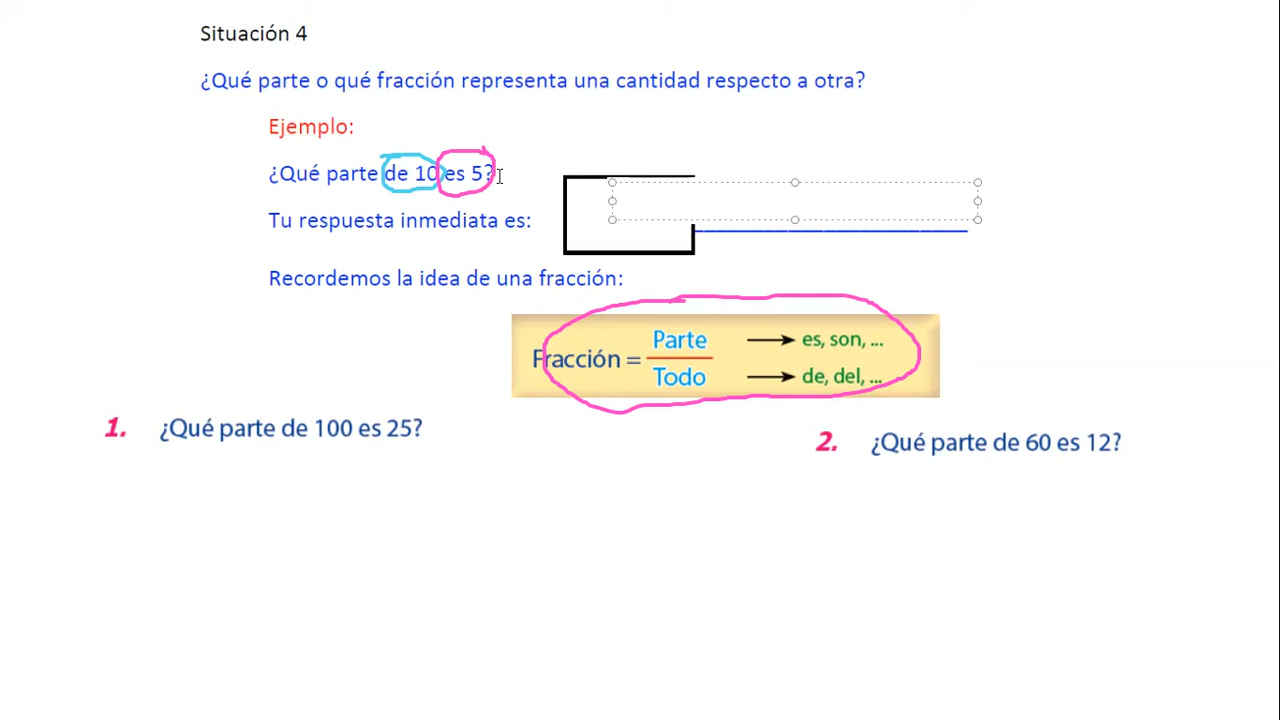 Situación 4
¿Qué parte o qué fracción representa una cantidad respecto a otra?
Ejemplo:
¿Qué parte de 10 es 5?
Tu respuesta inmediata es:
Recordemos la idea de una fracción:
Fracción = Parte / Todo
es, son, ...
de, del, ...
1. ¿Qué parte de 100 es 25?
2. ¿Qué parte de 60 es 12?